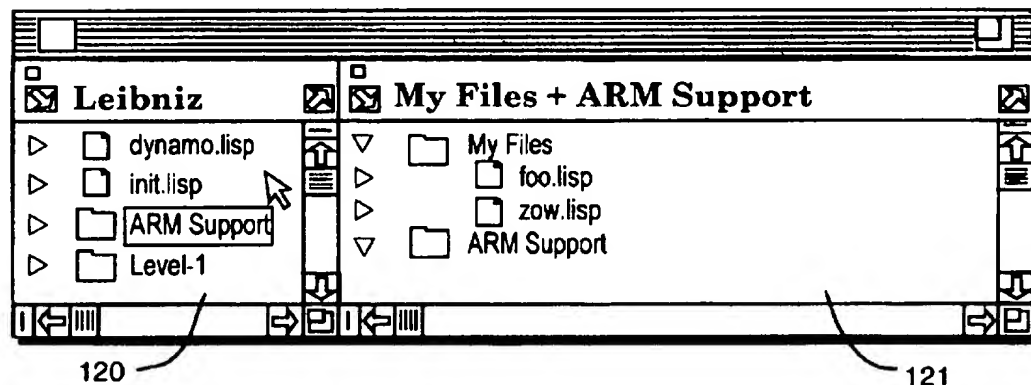 Leibniz
dynamo.lisp
init.lisp
ARM Support
Level-1
My Files + ARM Support
My Files
foo.lisp
zow.lisp
ARM Support
120
121